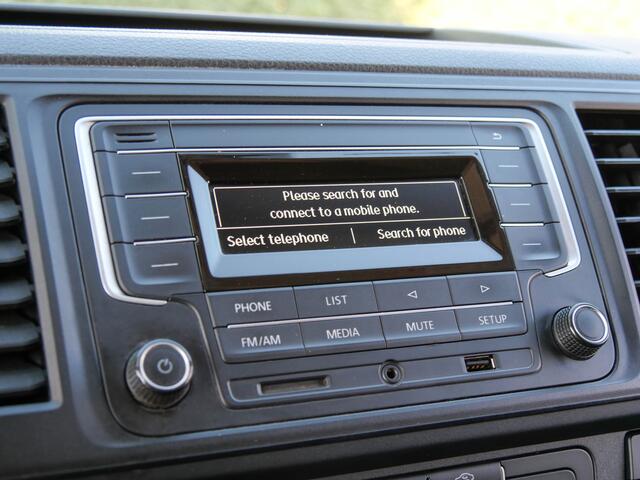 Please search for and
connect to a mobile phone.
Select telephone | Search for phone
PHONE LIST
FM/AM MEDIA MUTE SETUP